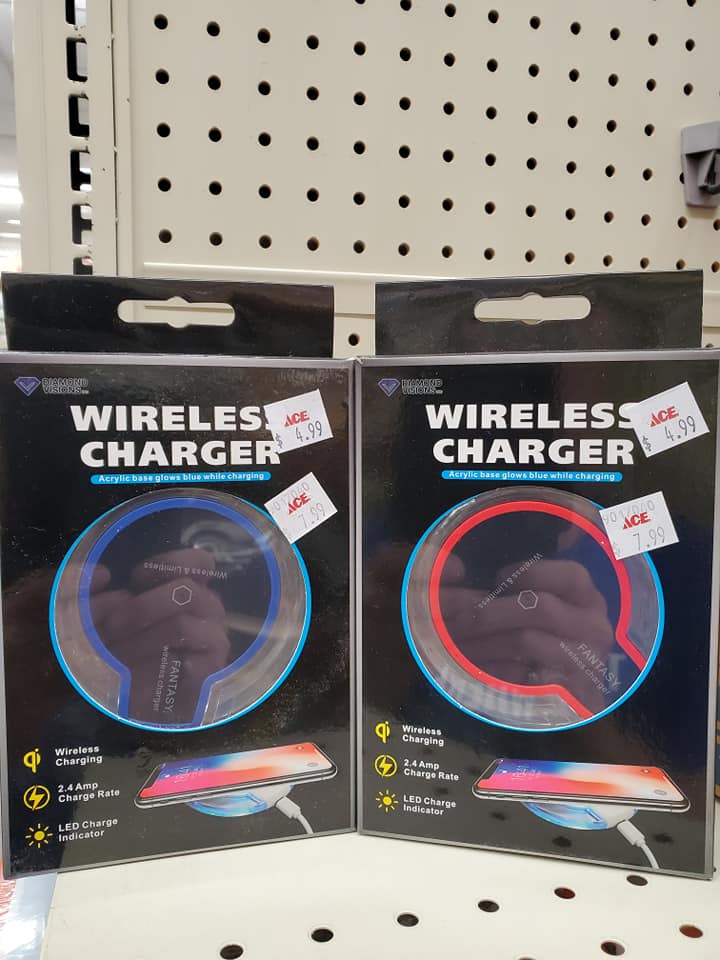 DIAMOND
VISIONS
WIRELESS
CHARGER
ACE
$ 4.99
Acrylic base glows blue while charging
ACE
$ 7.99
Wireless & Limitless
FANTASY
wireless charger
Wireless
Charging
2.4 Amp
Charge Rate
LED Charge
Indicator
DIAMOND
VISIONS
WIRELESS
CHARGER
ACE
$ 4.99
Acrylic base glows blue while charging
ACE
$ 7.99
Wireless & Limitless
FANTASY
wireless charger
Wireless
Charging
2.4 Amp
Charge Rate
LED Charge
Indicator